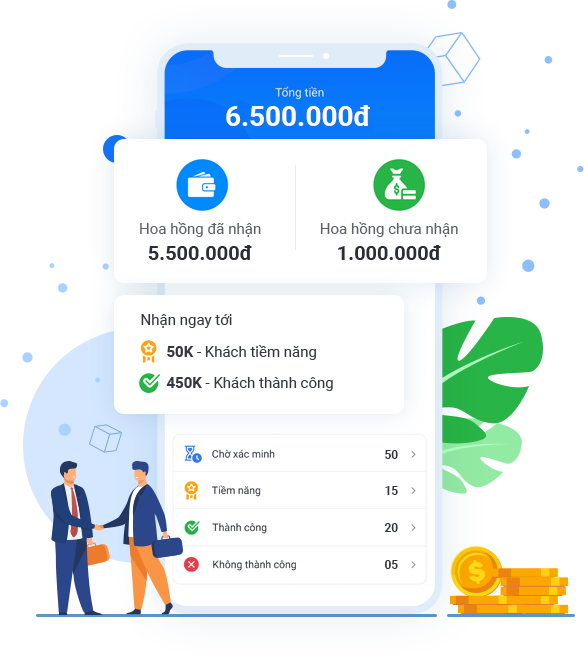 Tổng tiền
6.500.000đ
Hoa hồng đã nhận
5.500.000đ
Hoa hồng chưa nhận
1.000.000đ
Nhận ngay tới
50K - Khách tiềm năng
450K - Khách thành công
Chờ xác minh 50
Tiềm năng 15
Thành công 20
Không thành công 05